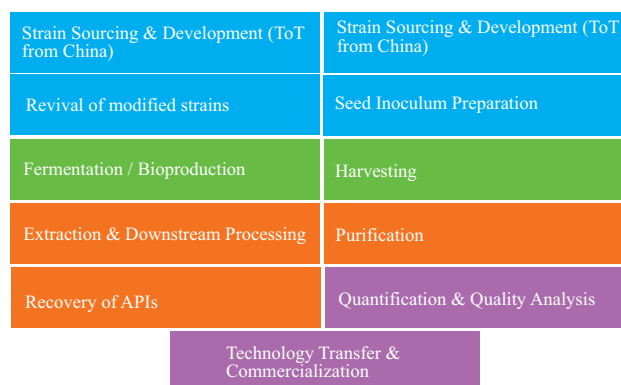 Strain Sourcing & Development (ToT
from China)
Strain Sourcing & Development (ToT
from China)
Revival of modified strains
Seed Inoculum Preparation
Fermentation / Bioproduction
Harvesting
Extraction & Downstream Processing
Purification
Recovery of APIs
Quantification & Quality Analysis
Technology Transfer &
Commercialization